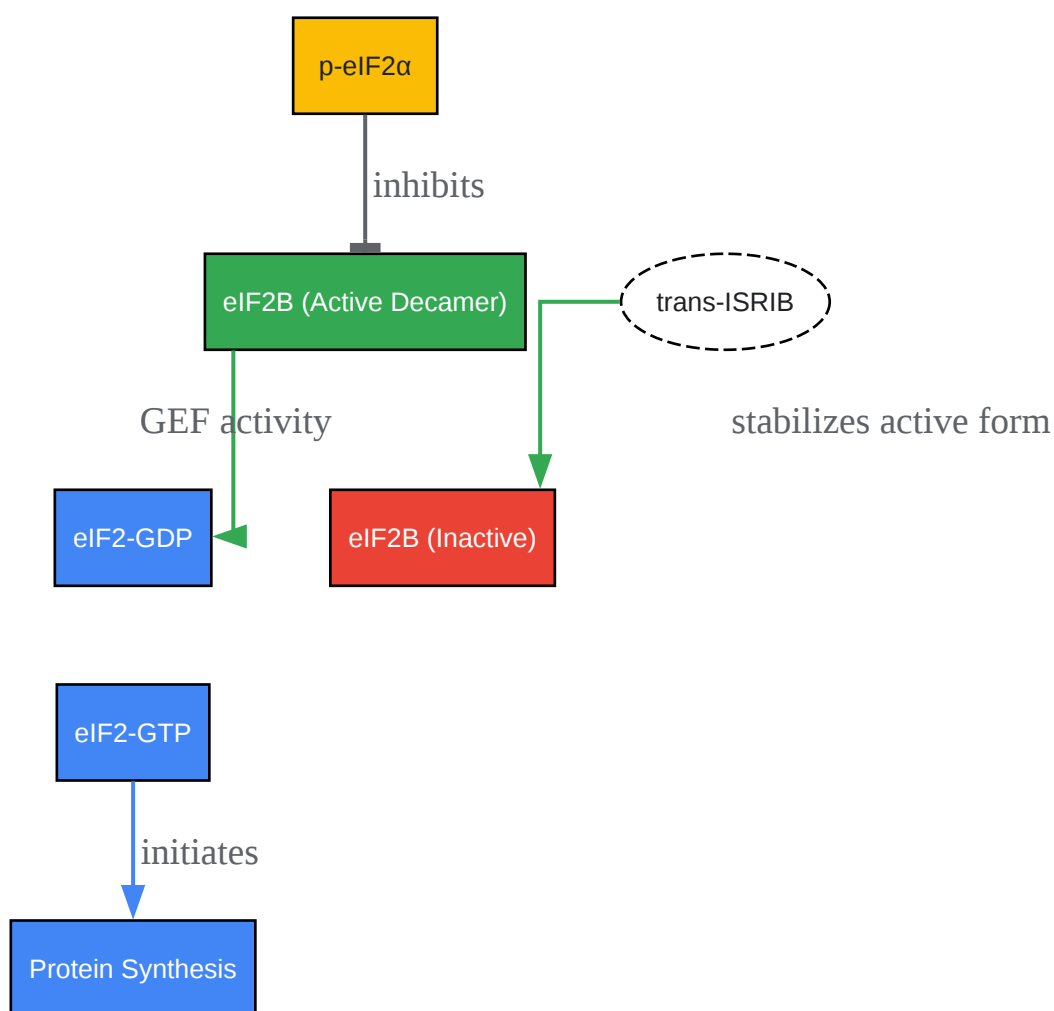 p-eIF2α
inhibits
eIF2B (Active Decamer)
trans-ISRIB
GEF activity
stabilizes active form
eIF2-GDP
eIF2B (Inactive)
eIF2-GTP
initiates
Protein Synthesis